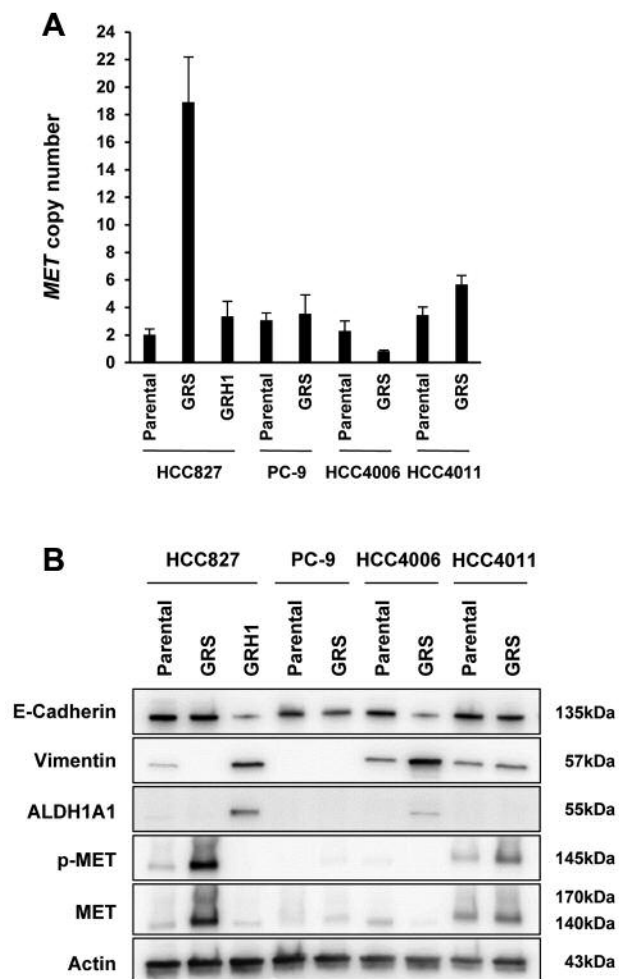 A
24
22
20
18
16
14
12
10
8
6
4
2
0
MET copy number
Parental GRS GRH1 Parental GRS Parental GRS Parental GRS
HCC827 PC-9 HCC4006 HCC4011
B
HCC827 PC-9 HCC4006 HCC4011
Parental GRS GRH1 Parental GRS Parental GRS Parental GRS
E-Cadherin 135kDa
Vimentin 57kDa
ALDH1A1 55kDa
p-MET 145kDa
170kDa
MET 140kDa
Actin 43kDa